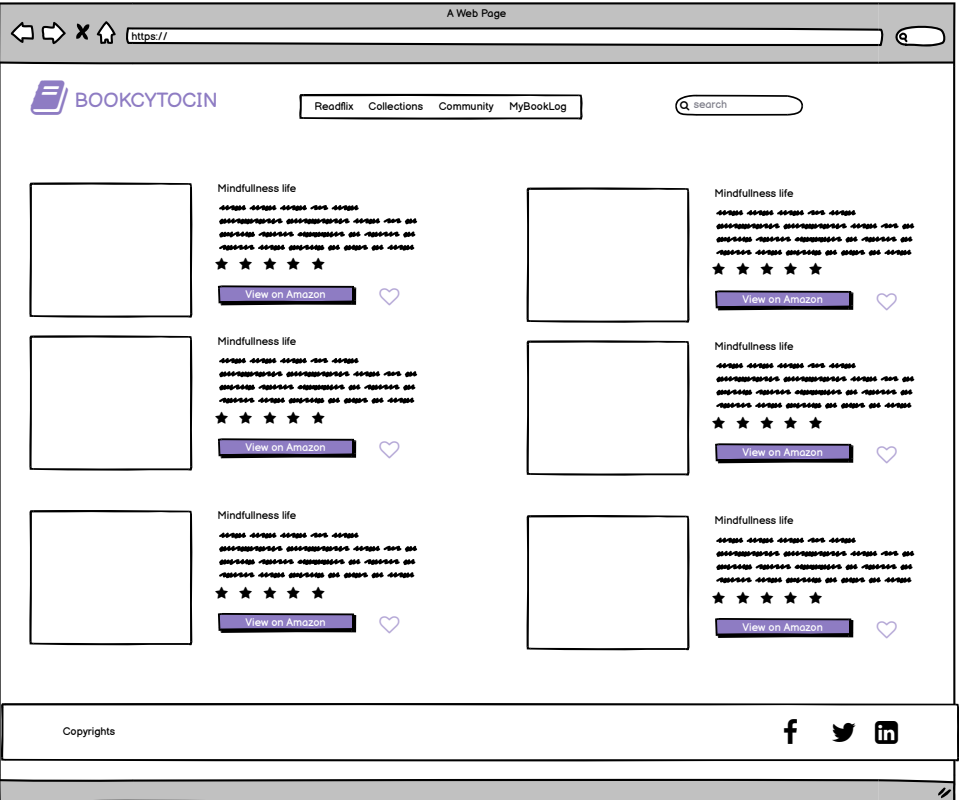 A Web Page
https://
BOOKCYTOCIN
Readflix Collections Community MyBookLog
search
Mindfullness life
View on Amazon
Mindfullness life
View on Amazon
Mindfullness life
View on Amazon
Mindfullness life
View on Amazon
Mindfullness life
View on Amazon
Mindfullness life
View on Amazon
Copyrights